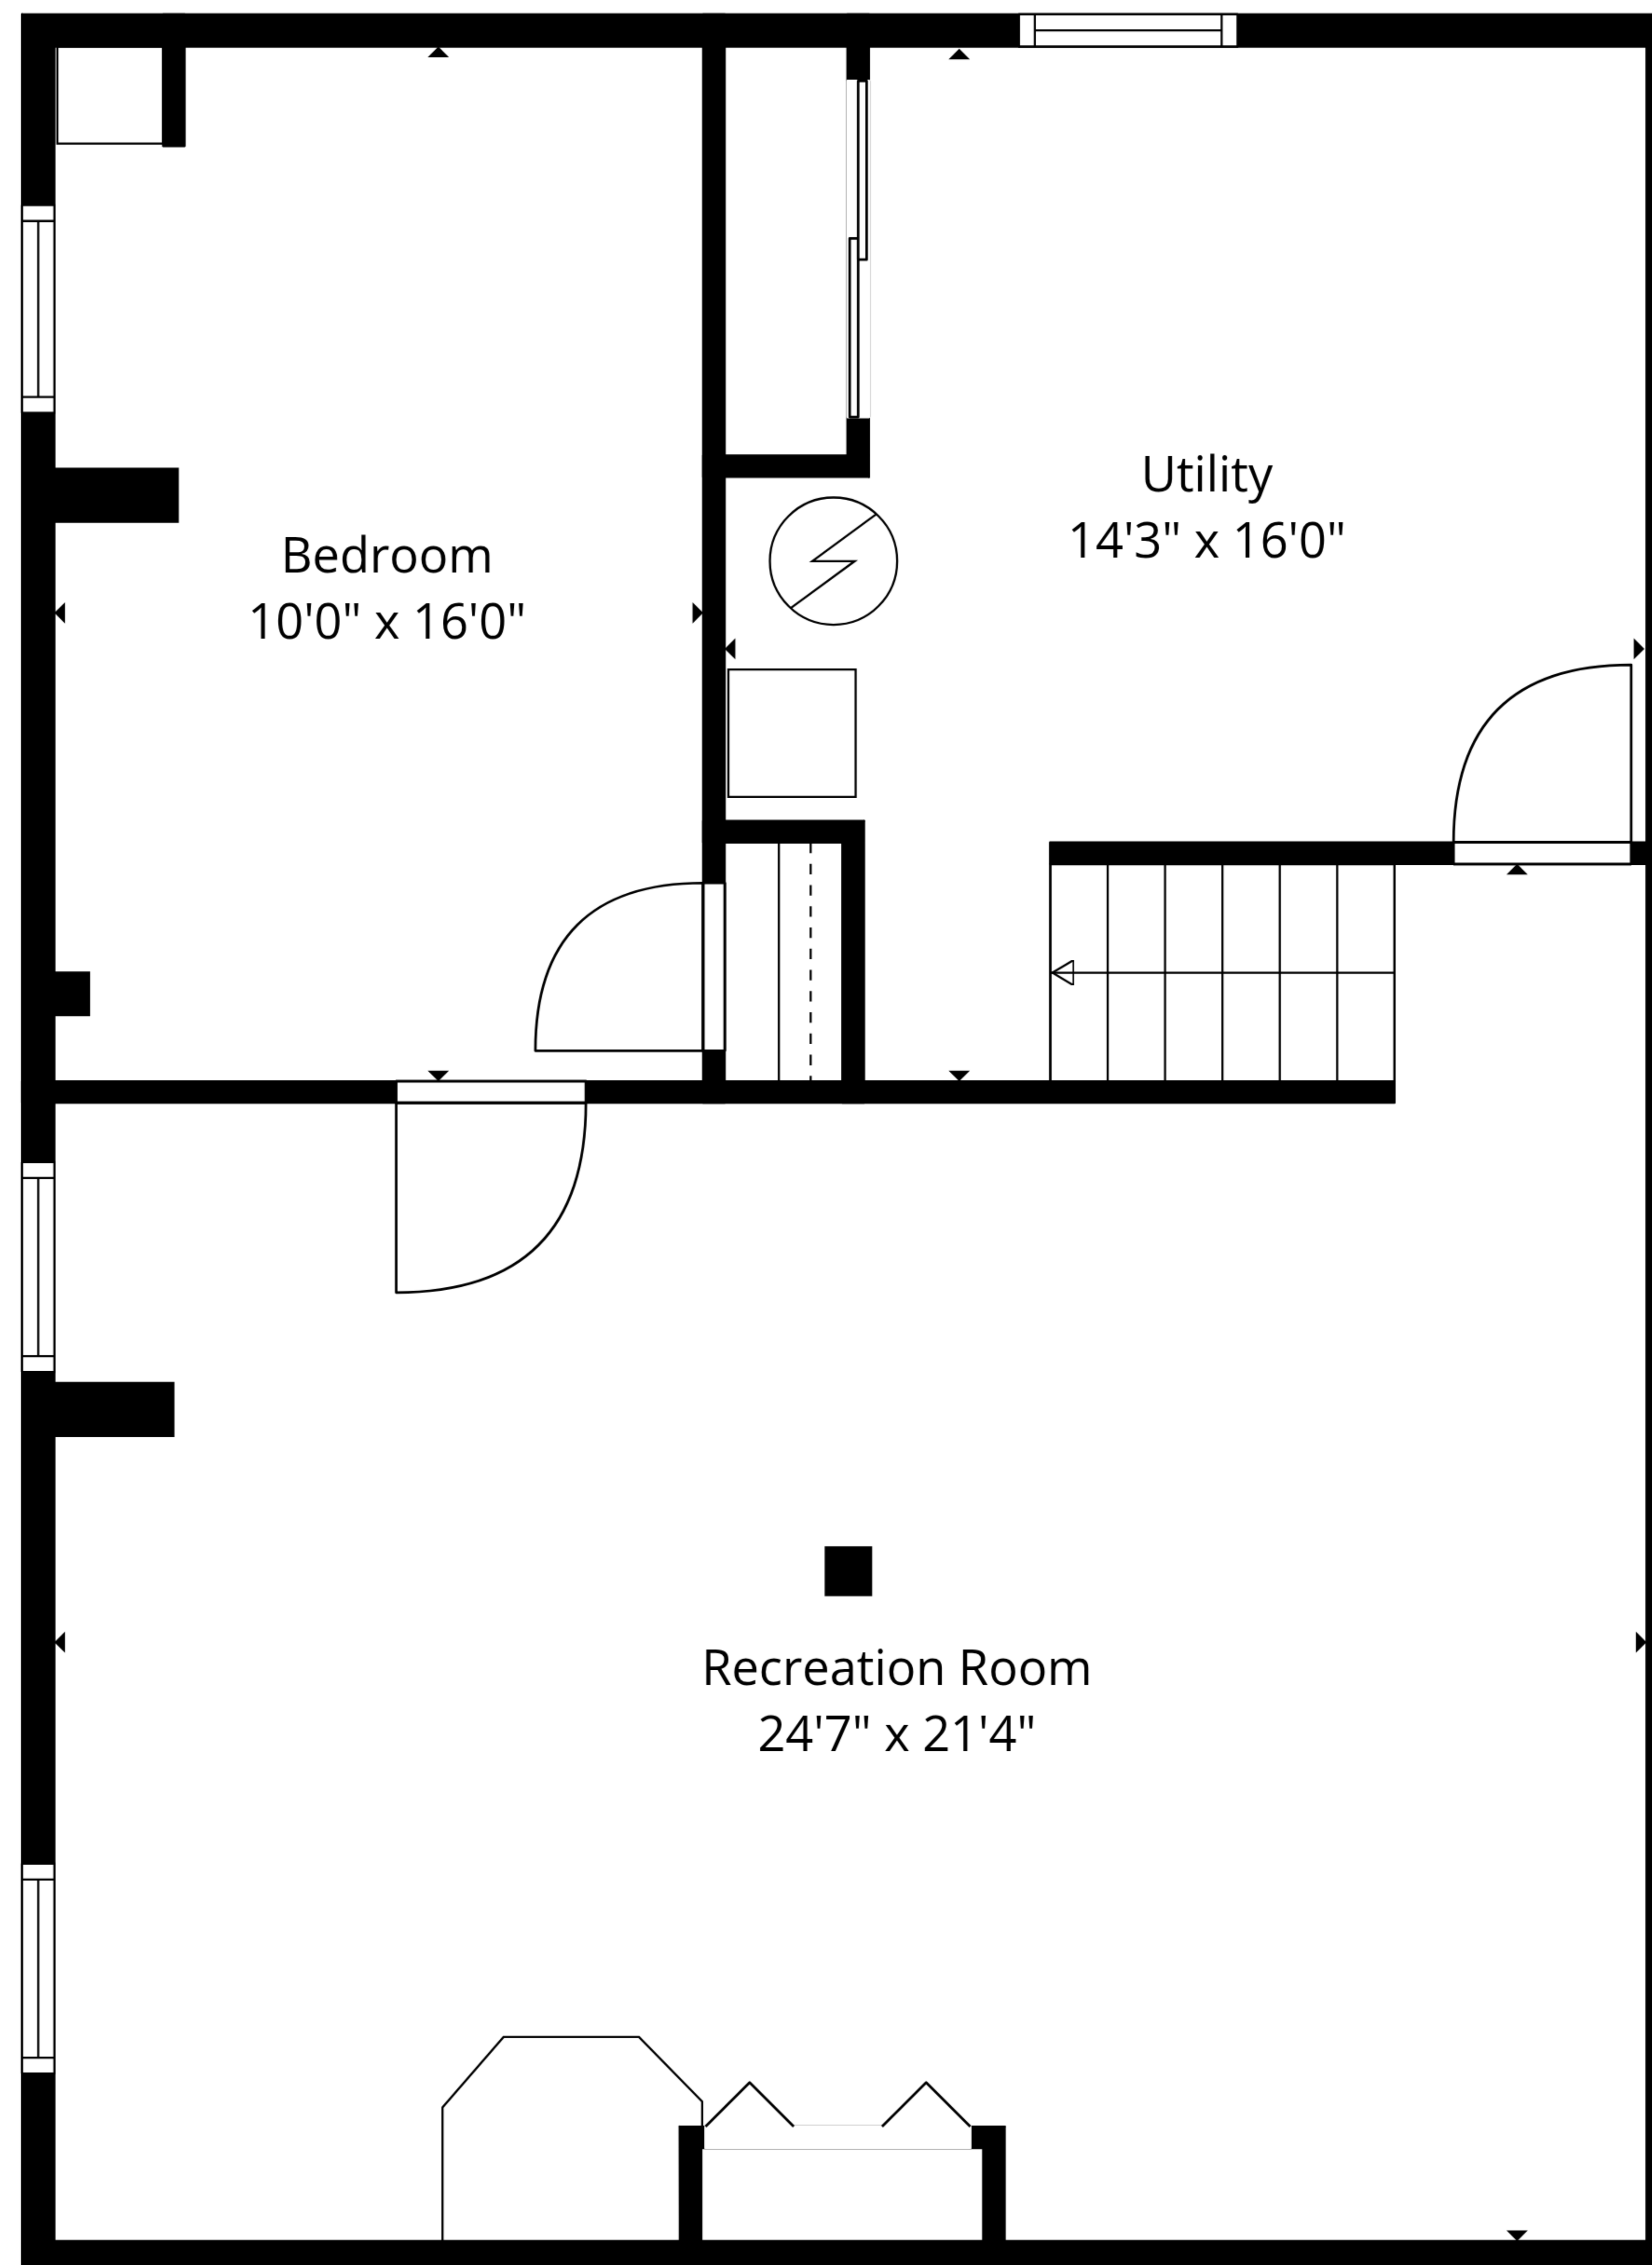 Utility
14'3" x 16'0"
Bedroom
10'0" x 16'0"
Recreation Room
24'7" x 21'4"